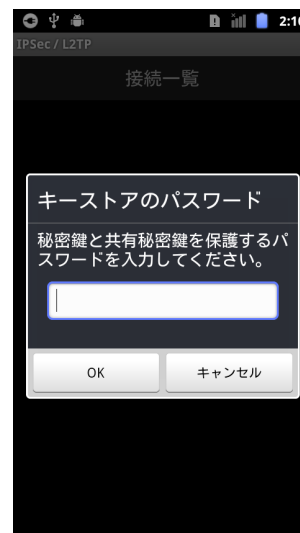 2:10
IPSec / L2TP
接続一覧
キーストアのパスワード
秘密鍵と共有秘密鍵を保護するパ
スワードを入力してください。
OK
キャンセル